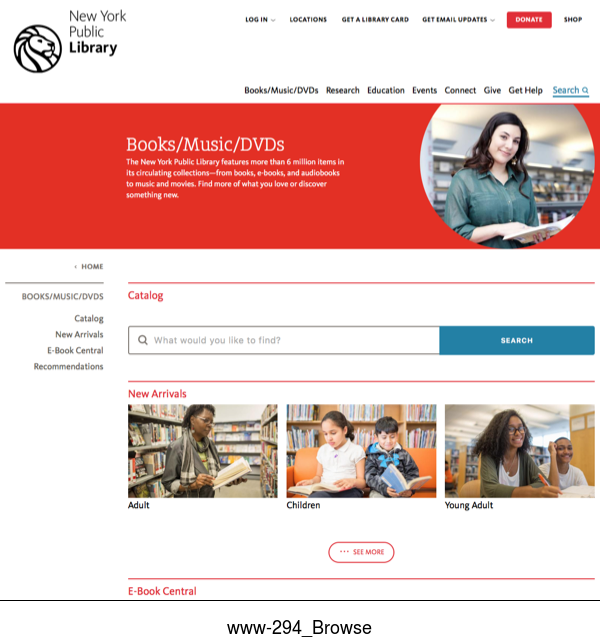 New York
Public
Library
LOG IN
LOCATIONS
GET A LIBRARY CARD
GET EMAIL UPDATES
DONATE
SHOP
Books/Music/DVDs
Research
Education
Events
Connect
Give
Get Help
Search
Books/Music/DVDs
The New York Public Library features more than 6 million items in
its circulating collections—from books, e-books, and audiobooks
to music and movies. Find more of what you love or discover
something new.
HOME
BOOKS/MUSIC/DVDS
Catalog
New Arrivals
E-Book Central
Recommendations
Catalog
What would you like to find?
SEARCH
New Arrivals
Adult
Children
Young Adult
••• SEE MORE
E-Book Central
www-294_Browse